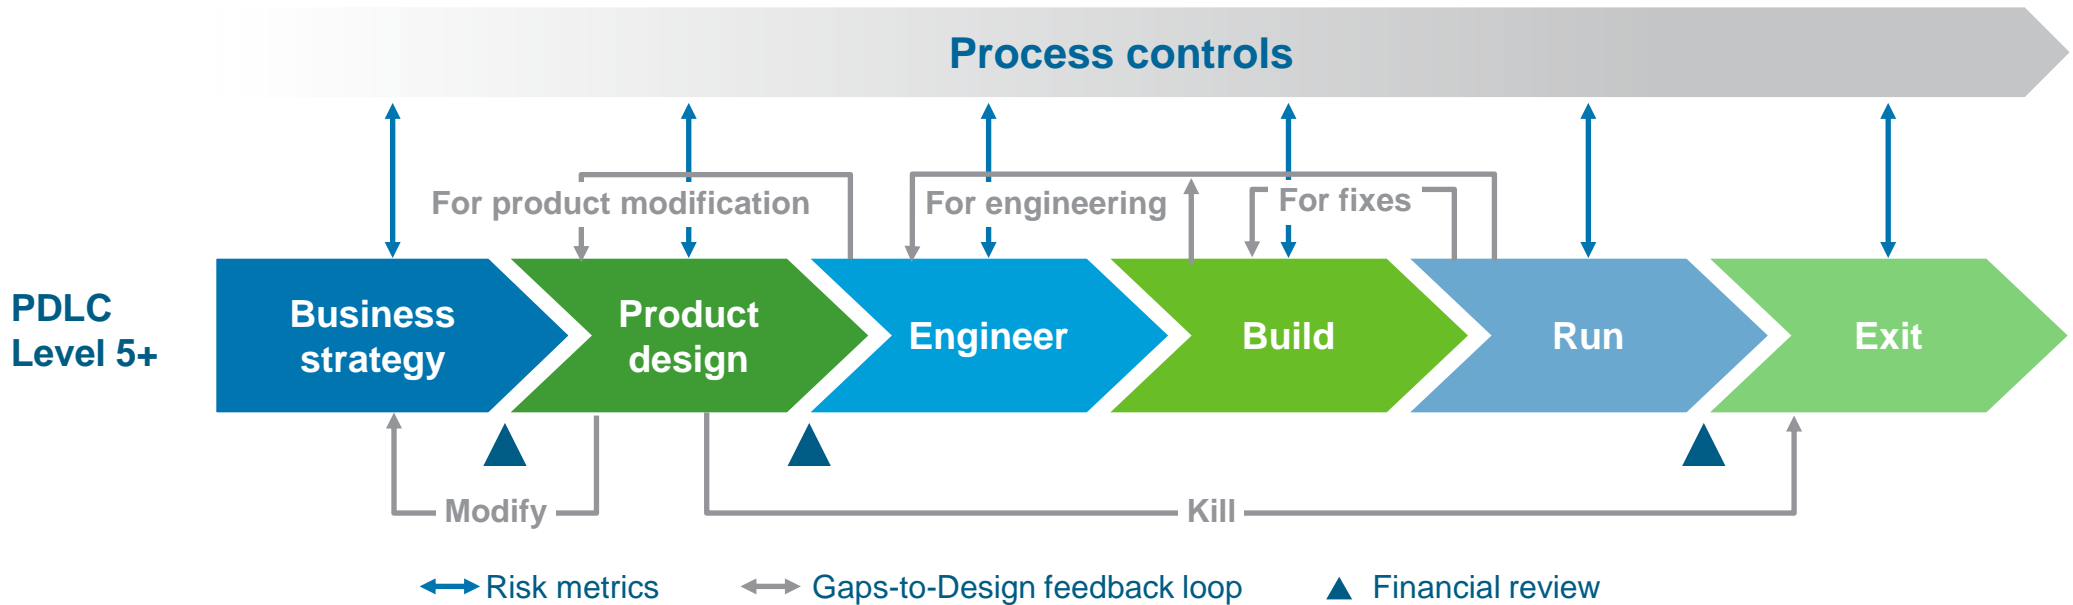 Process controls
For product modification
For engineering
For fixes
PDLC
Level 5+
Business
strategy
Product
design
Engineer
Build
Run
Exit
Modify
Kill
Risk metrics
Gaps-to-Design feedback loop
Financial review